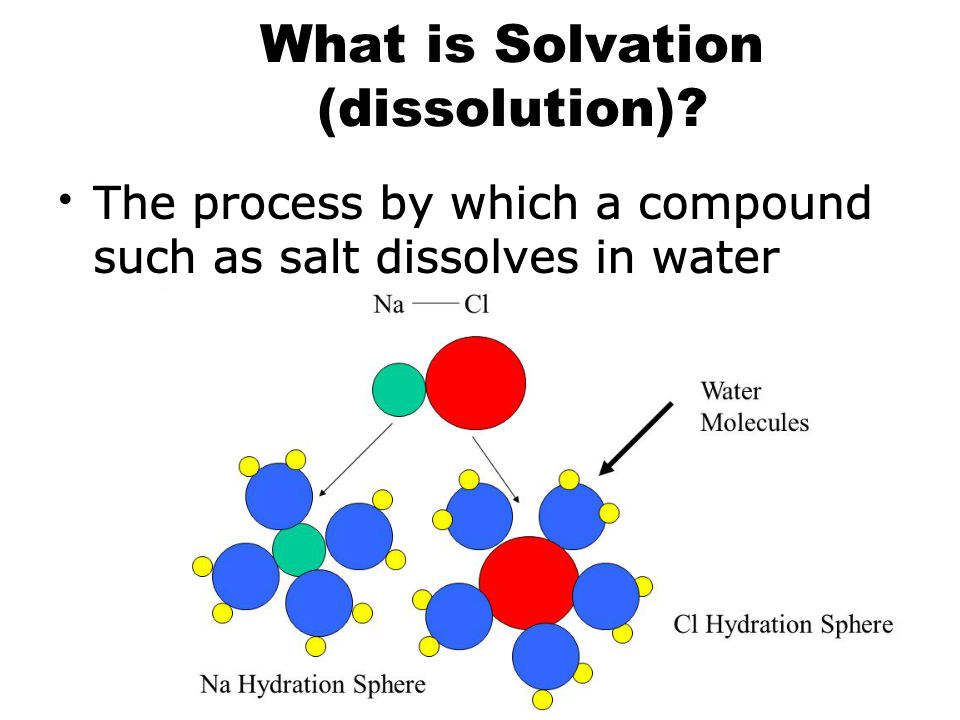 What is Solvation
(dissolution)?
• The process by which a compound
such as salt dissolves in water
Na Cl
Water
Molecules
Cl Hydration Sphere
Na Hydration Sphere